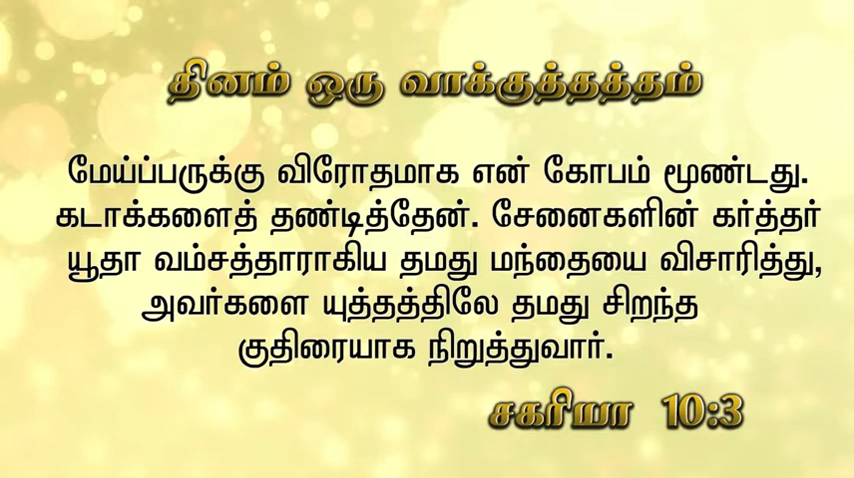 தினம் ஒரு வாக்குத்தத்தம்
மேய்ப்பருக்கு விரோதமாக என் கோபம் மூண்டது.
கடாக்களைத் தண்டித்தேன். சேனைகளின் கர்த்தர்
யூதா வம்சத்தாராகிய தமது மந்தையை விசாரித்து,
அவர்களை யுத்தத்திலே தமது சிறந்த
குதிரையாக நிறுத்துவார்.
சகரியா 10:3